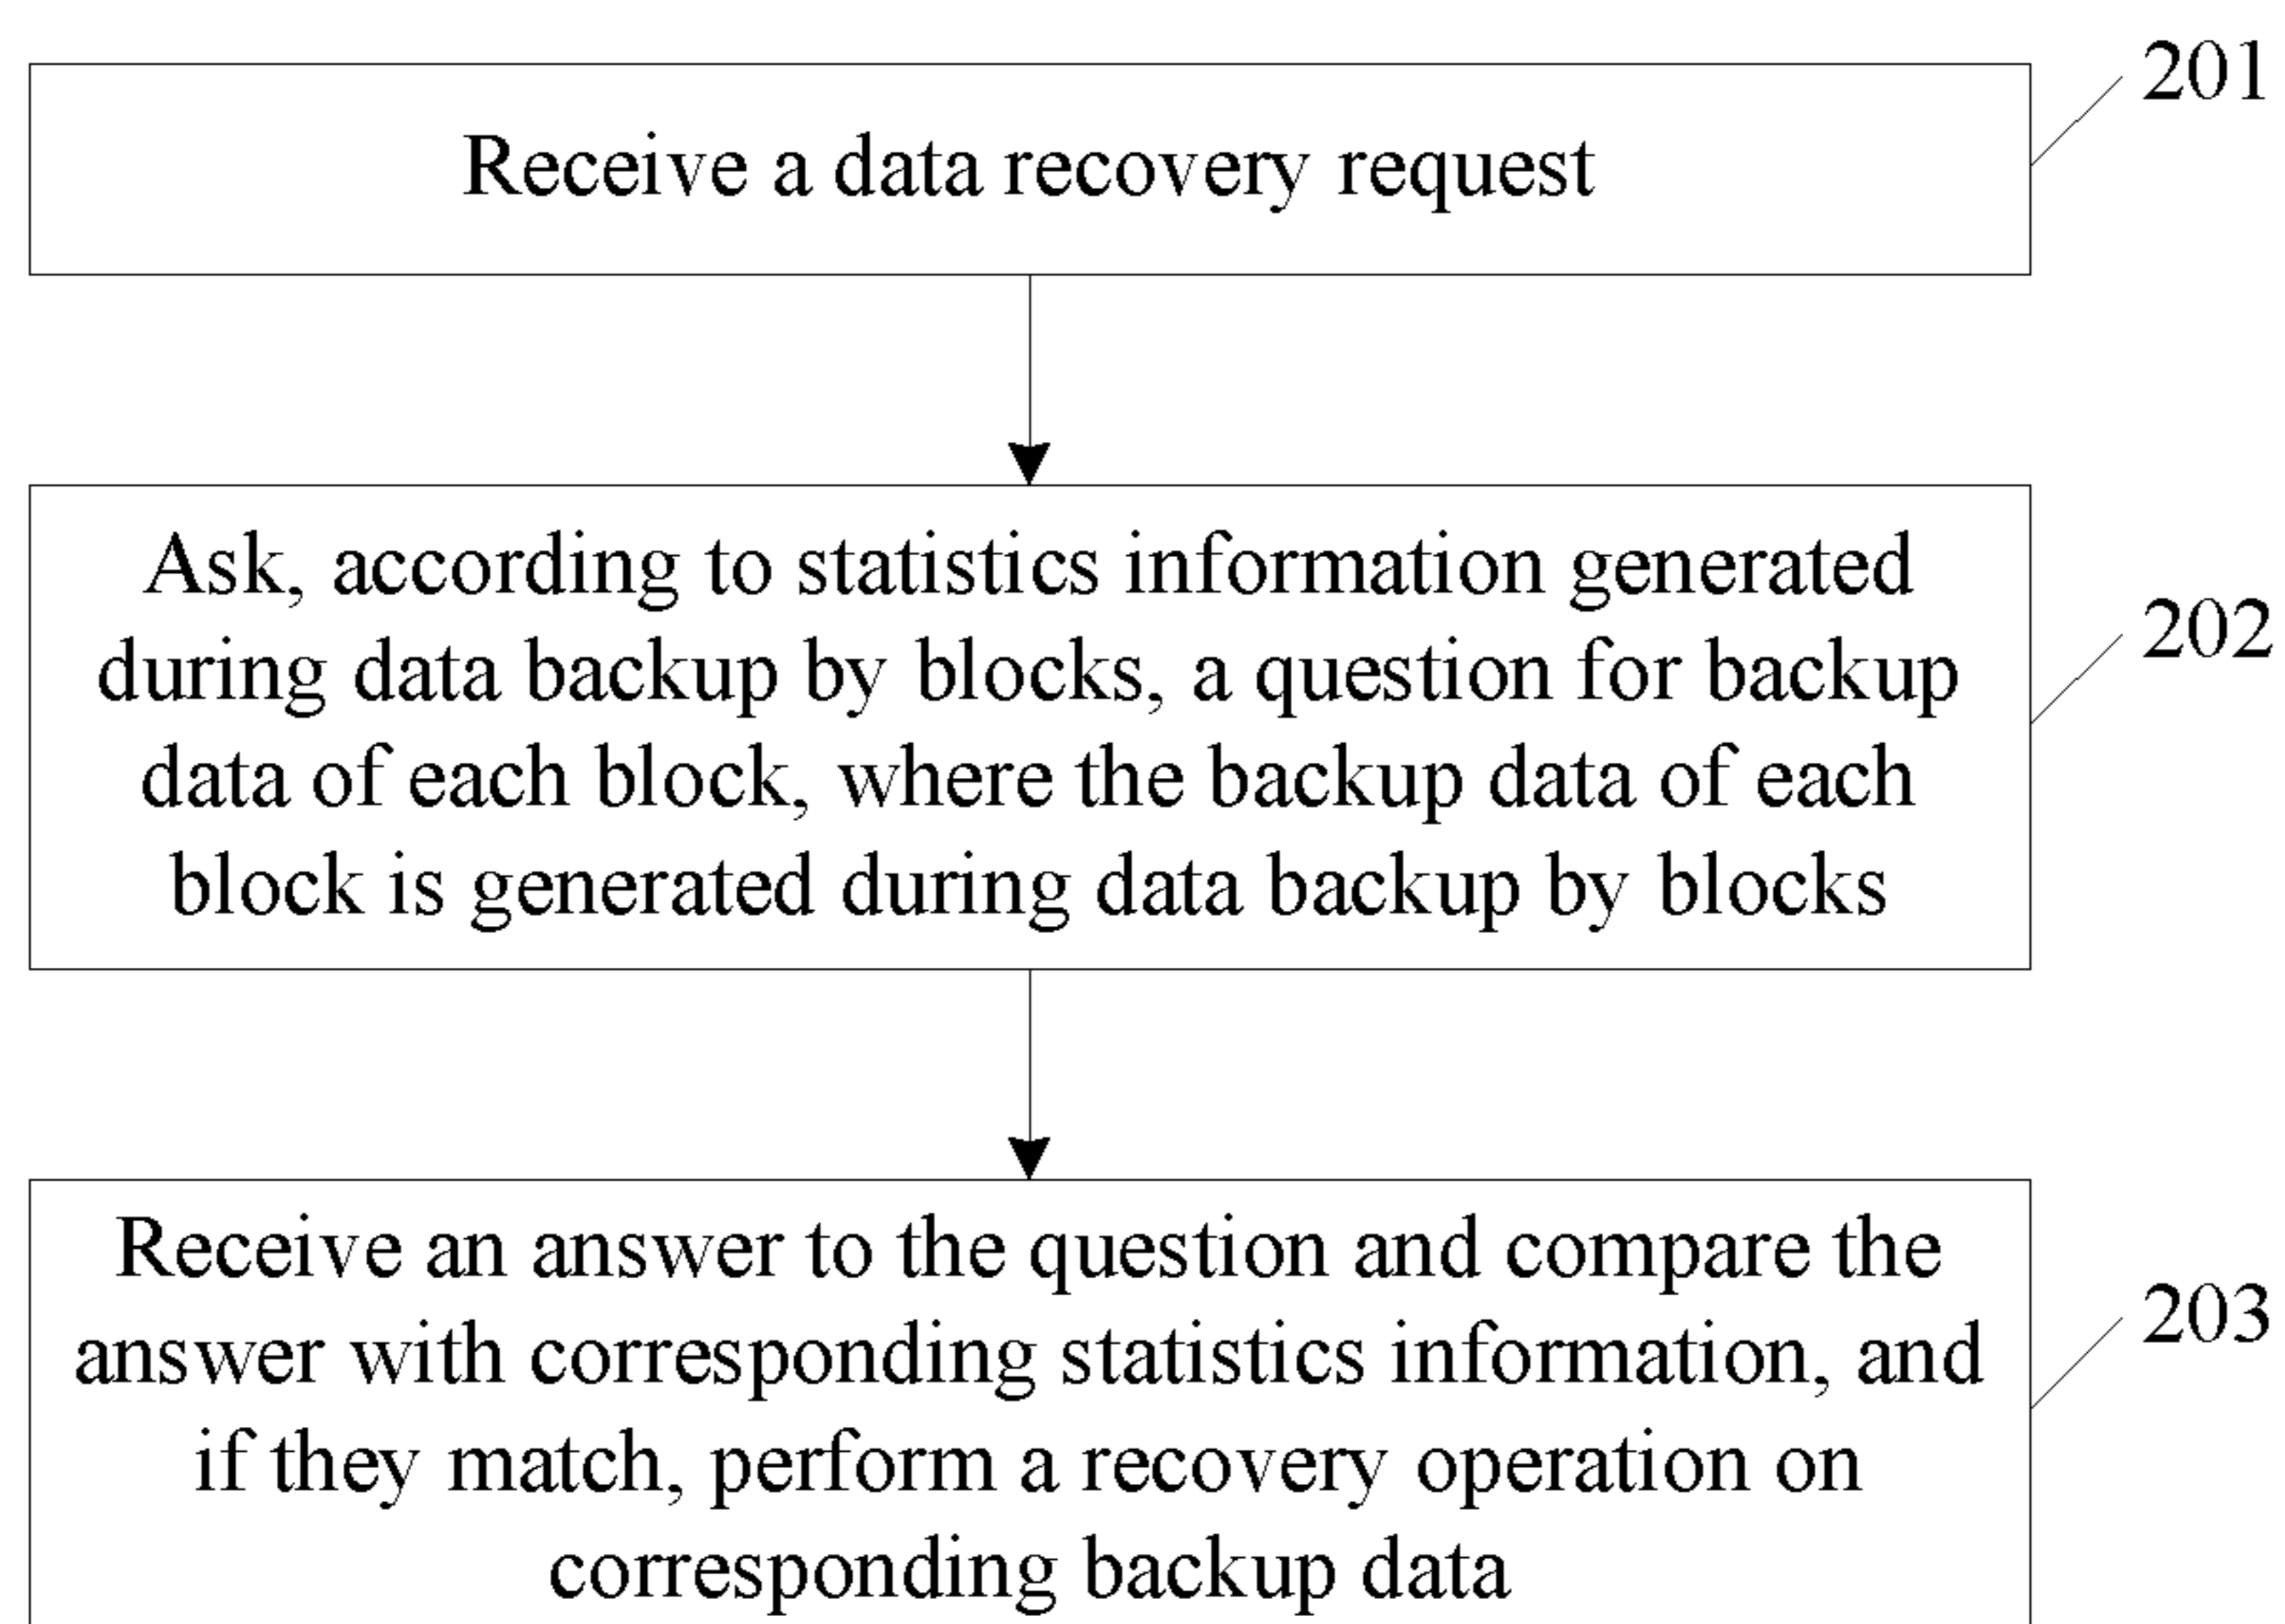 201
Receive a data recovery request
Ask, according to statistics information generated
during data backup by blocks, a question for backup
data of each block, where the backup data of each
block is generated during data backup by blocks
202
Receive an answer to the question and compare the
answer with corresponding statistics information, and
if they match, perform a recovery operation on
corresponding backup data
203